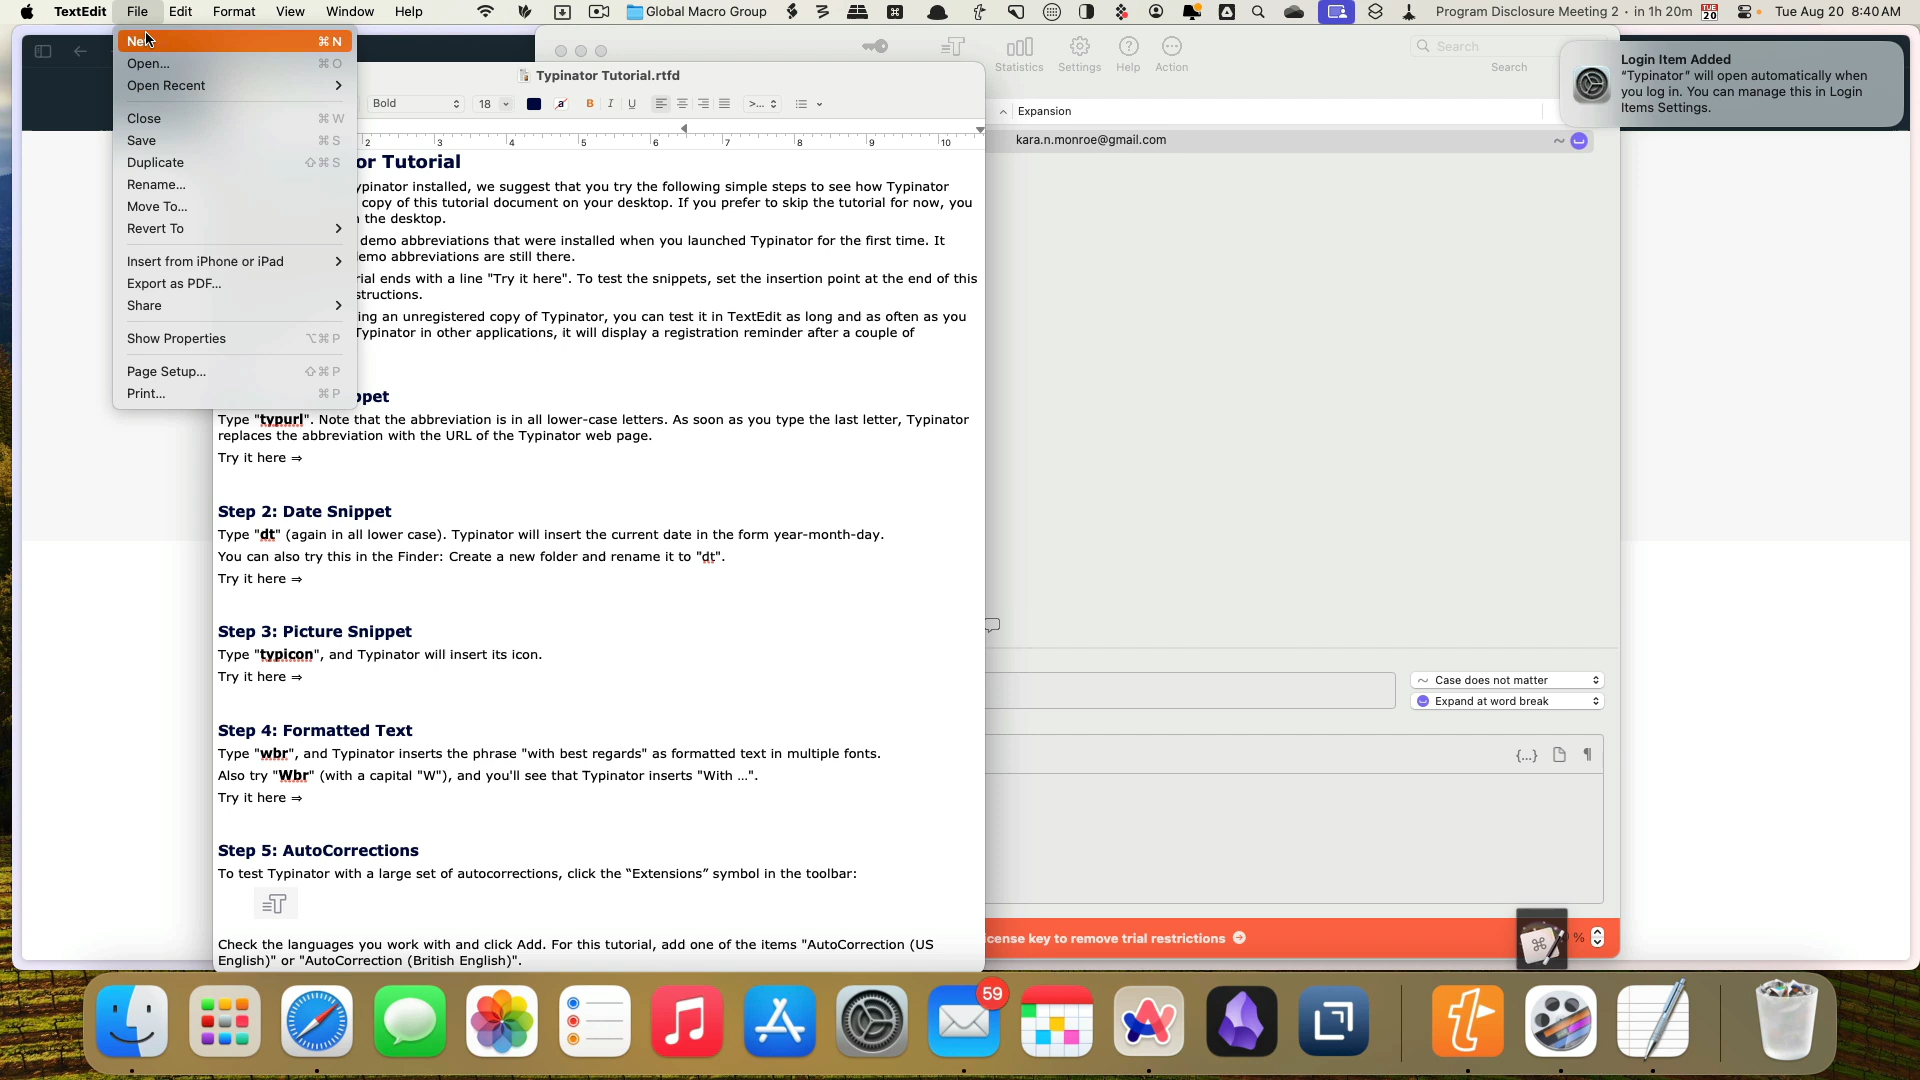 TextEdit File Edit Format View Window Help
Global Macro Group
Program Disclosure Meeting 2 • in 1h 20m
TUE 20
Tue Aug 20 8:40 AM
⌘ N
Open... ⌘ O
Open Recent
Close ⌘ W
Save ⌘ S
Duplicate ⇧⌘ S
Rename...
Move To...
Revert To
Insert from iPhone or iPad
Export as PDF...
Share
Show Properties ⌥⌘ P
Page Setup... ⇧⌘ P
Print... ⌘ P
Typinator Tutorial.rtfd
Bold 18 a B I U >...
2 3 4 5 6 7 8 9 10
or Tutorial
ypinator installed, we suggest that you try the following simple steps to see how Typinator
copy of this tutorial document on your desktop. If you prefer to skip the tutorial for now, you
the desktop.
demo abbreviations that were installed when you launched Typinator for the first time. It
emo abbreviations are still there.
ial ends with a line "Try it here". To test the snippets, set the insertion point at the end of this
structions.
ing an unregistered copy of Typinator, you can test it in TextEdit as long and as often as you
Typinator in other applications, it will display a registration reminder after a couple of
ppet
Type "typurl". Note that the abbreviation is in all lower-case letters. As soon as you type the last letter, Typinator
replaces the abbreviation with the URL of the Typinator web page.
Try it here ⇒
Step 2: Date Snippet
Type "dt" (again in all lower case). Typinator will insert the current date in the form year-month-day.
You can also try this in the Finder: Create a new folder and rename it to "dt".
Try it here ⇒
Step 3: Picture Snippet
Type "typicon", and Typinator will insert its icon.
Try it here ⇒
Step 4: Formatted Text
Type "wbr", and Typinator inserts the phrase "with best regards" as formatted text in multiple fonts.
Also try "Wbr" (with a capital "W"), and you'll see that Typinator inserts "With ...".
Try it here ⇒
Step 5: AutoCorrections
To test Typinator with a large set of autocorrections, click the “Extensions” symbol in the toolbar:
Check the languages you work with and click Add. For this tutorial, add one of the items "AutoCorrection (US
English)" or "AutoCorrection (British English)".
Statistics Settings Help Action
Search
Search
Expansion
kara.n.monroe@gmail.com
Case does not matter
Expand at word break
{...} ¶
icense key to remove trial restrictions
%
Login Item Added
"Typinator" will open automatically when
you log in. You can manage this in Login
Items Settings.
59